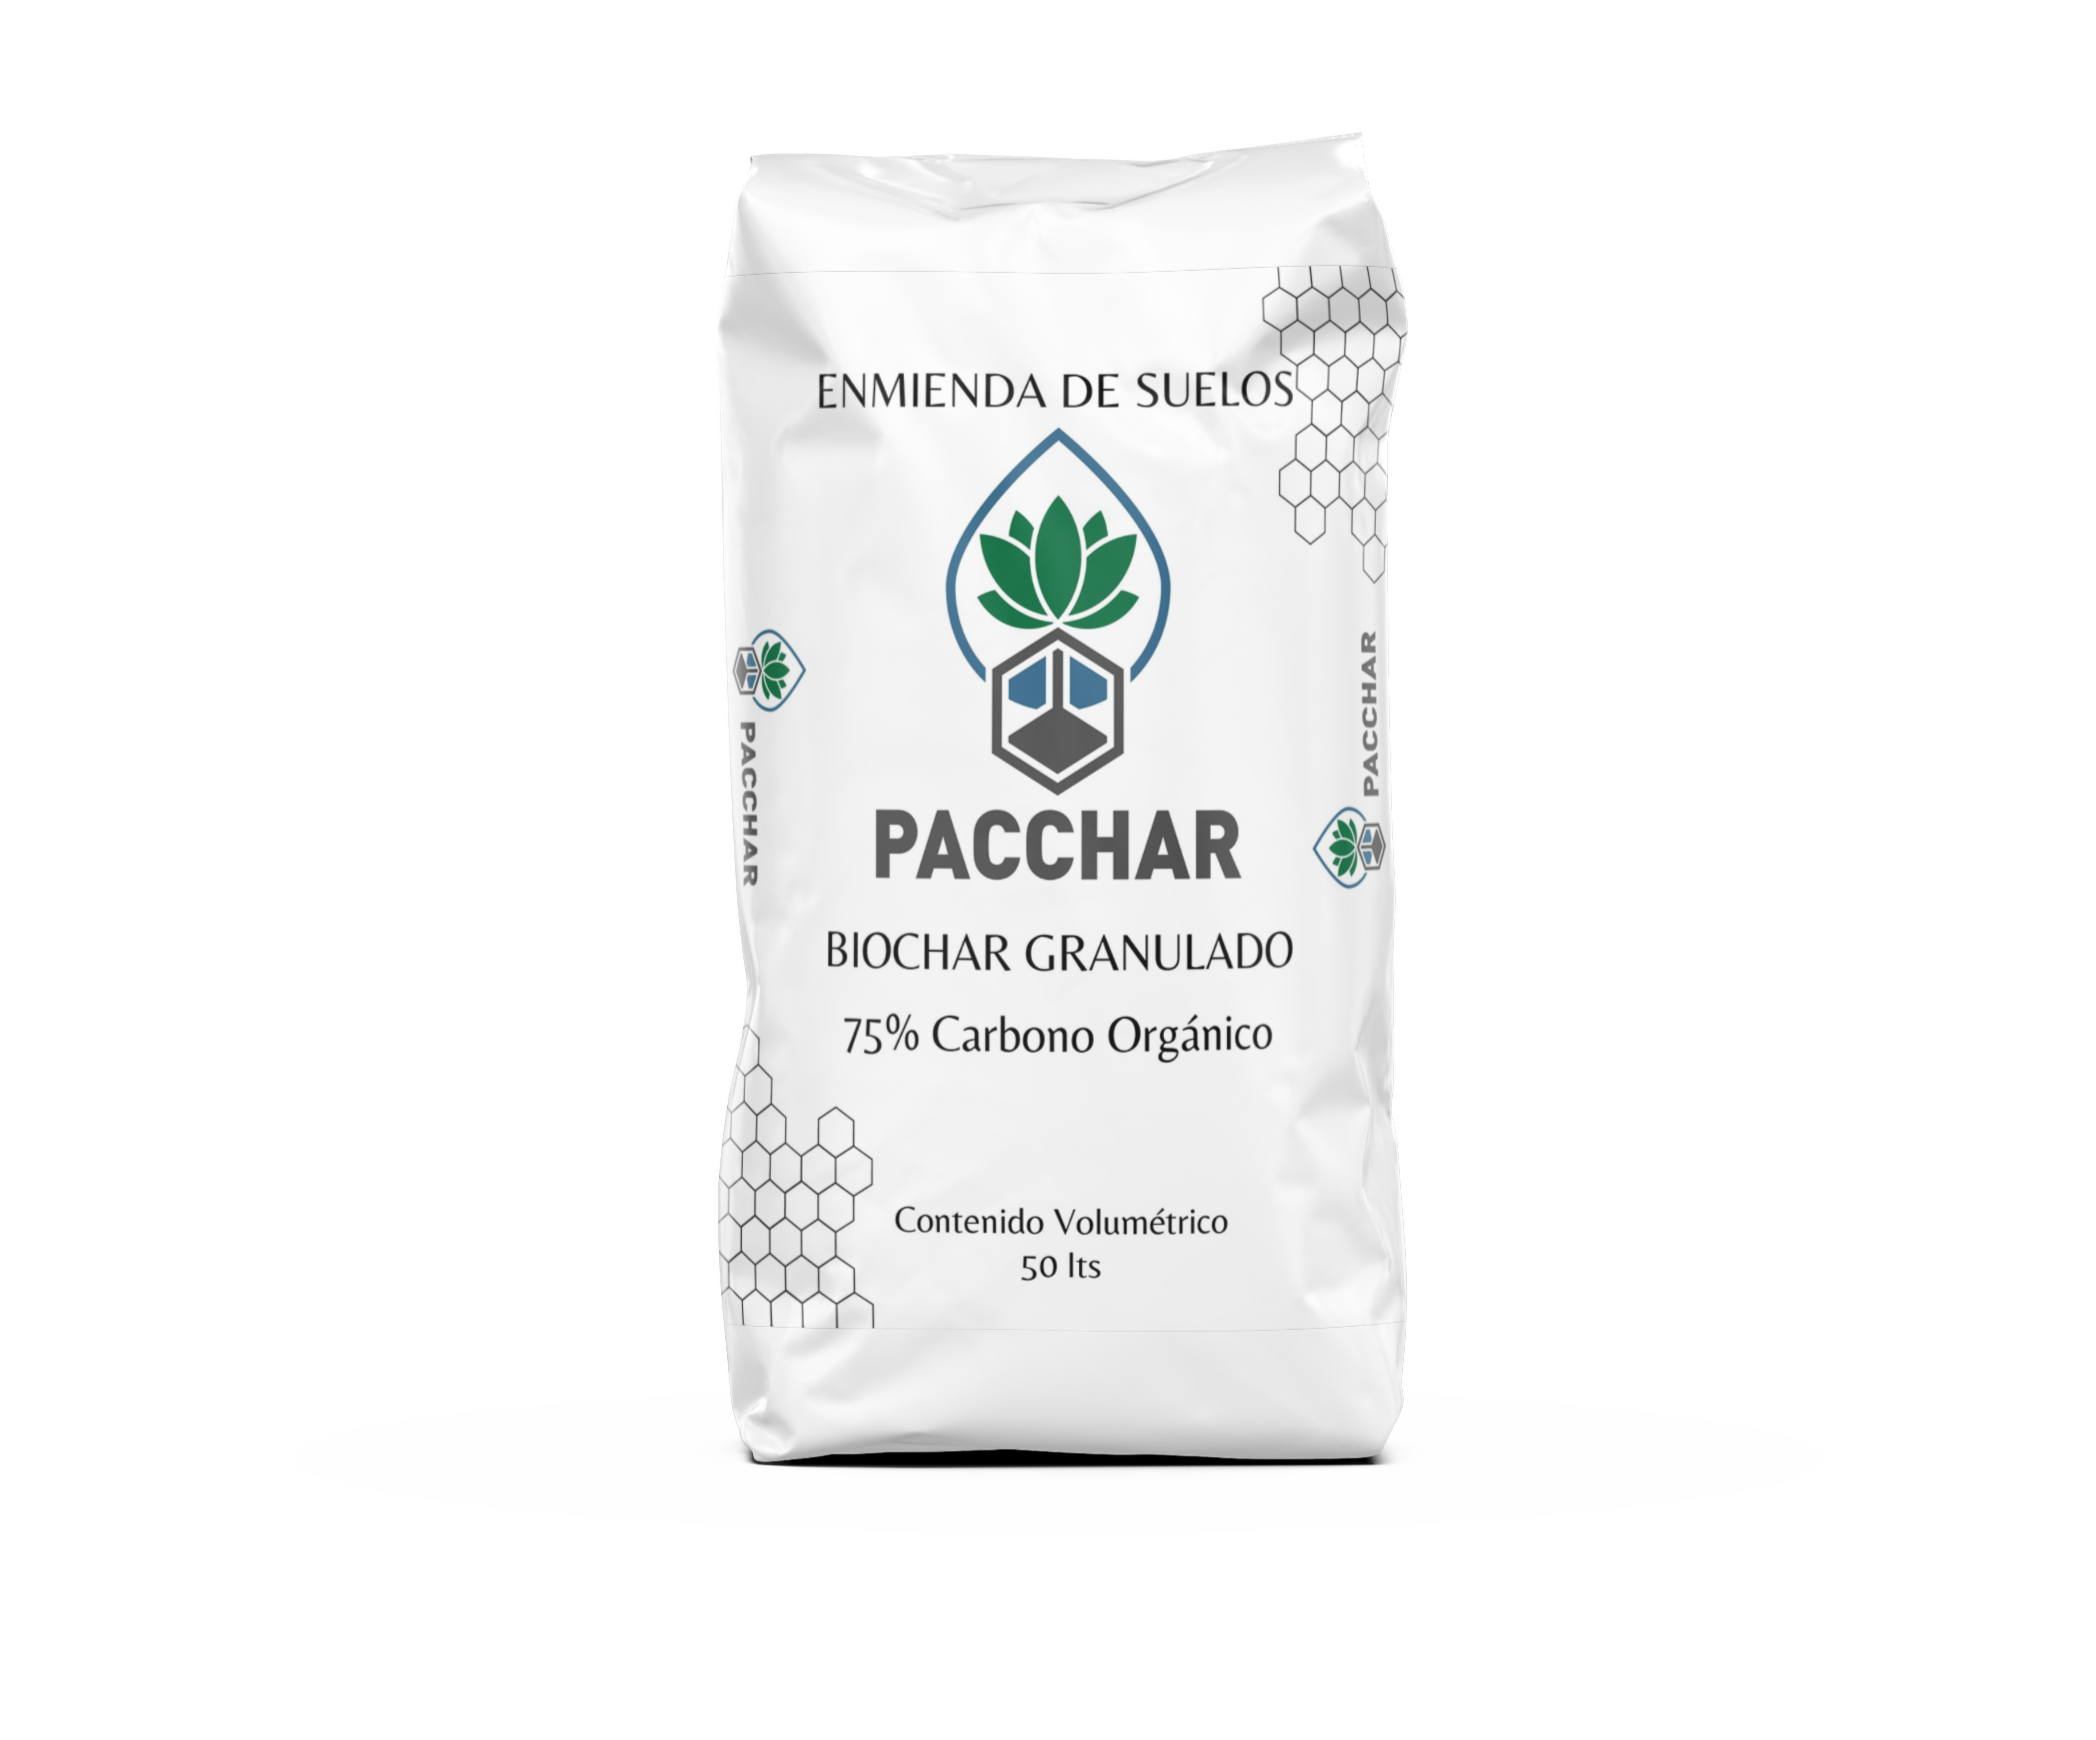 ENMIENDA DE SUELOS
PACCHAR
PACCHAR
PACCHAR
BIOCHAR GRANULADO
75% Carbono Orgánico
Contenido Volumétrico
50 lts